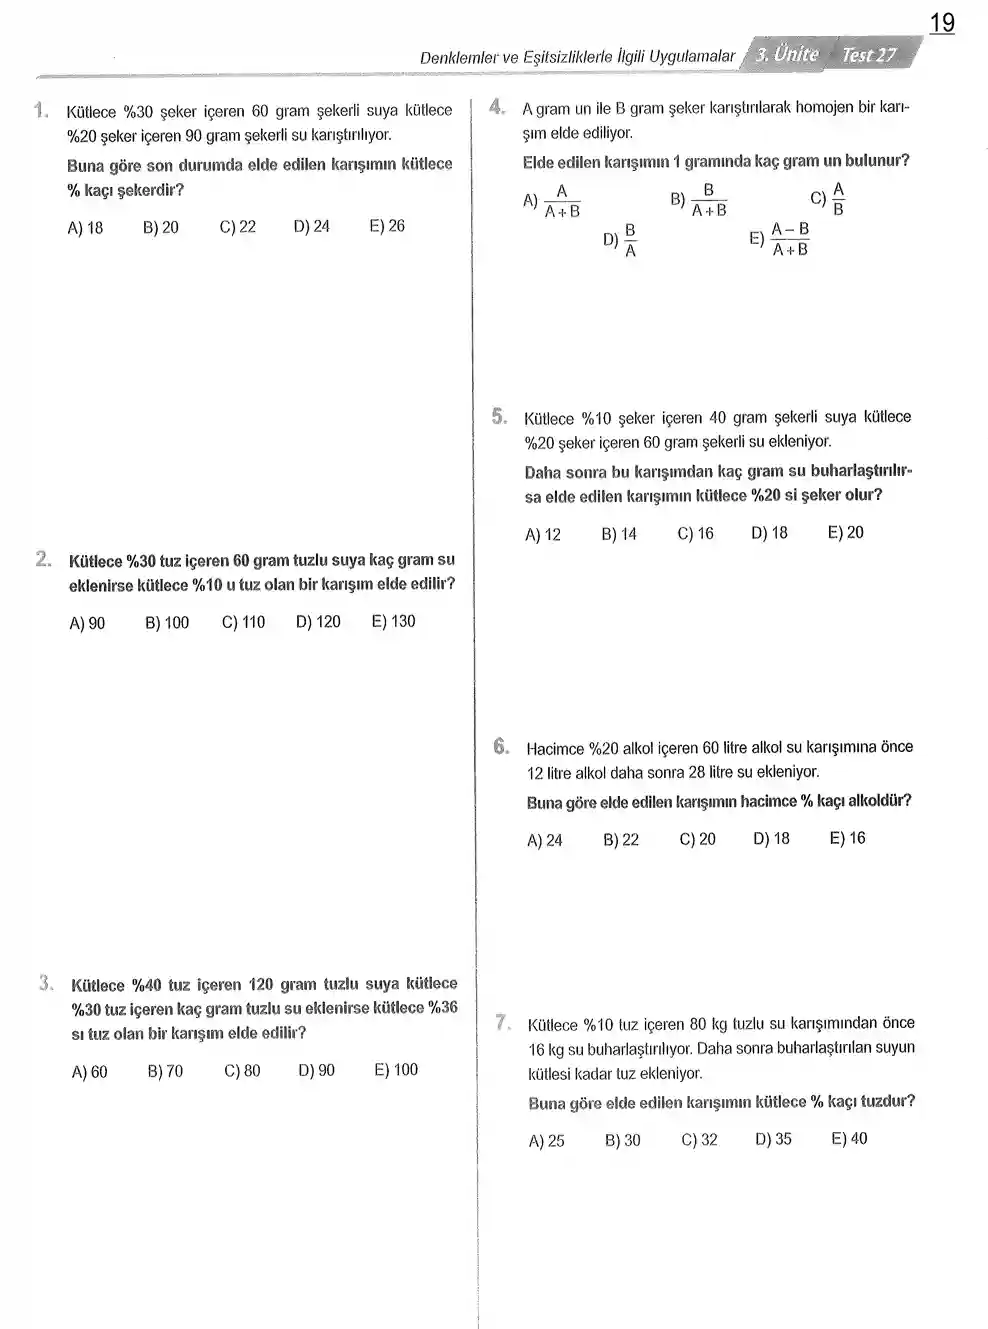 19
Denklemler ve Eşitsizliklerle İlgili Uygulamalar 3. Ünite Test 27
1. Kütlece %30 şeker içeren 60 gram şekerli suya kütlece
%20 şeker içeren 90 gram şekerli su karıştırılıyor.
Buna göre son durumda elde edilen karışımın kütlece
% kaçı şekerdir?
A) 18 B) 20 C) 22 D) 24 E) 26
2. Kütlece %30 tuz içeren 60 gram tuzlu suya kaç gram su
eklenirse kütlece %10 u tuz olan bir karışım elde edilir?
A) 90 B) 100 C) 110 D) 120 E) 130
3. Kütlece %40 tuz içeren 120 gram tuzlu suya kütlece
%30 tuz içeren kaç gram tuzlu su eklenirse kütlece %36
sı tuz olan bir karışım elde edilir?
A) 60 B) 70 C) 80 D) 90 E) 100
4. A gram un ile B gram şeker karıştırılarak homojen bir karı-
şım elde ediliyor.
Elde edilen karışımın 1 gramında kaç gram un bulunur?
A) A/(A+B) B) B/(A+B) C) A/B
D) B/A E) (A-B)/(A+B)
5. Kütlece %10 şeker içeren 40 gram şekerli suya kütlece
%20 şeker içeren 60 gram şekerli su ekleniyor.
Daha sonra bu karışımdan kaç gram su buharlaştırılır-
sa elde edilen karışımın kütlece %20 si şeker olur?
A) 12 B) 14 C) 16 D) 18 E) 20
6. Hacimce %20 alkol içeren 60 litre alkol su karışımına önce
12 litre alkol daha sonra 28 litre su ekleniyor.
Buna göre elde edilen karışımın hacimce % kaçı alkoldür?
A) 24 B) 22 C) 20 D) 18 E) 16
7. Kütlece %10 tuz içeren 80 kg tuzlu su karışımından önce
16 kg su buharlaştırılıyor. Daha sonra buharlaştırılan suyun
kütlesi kadar tuz ekleniyor.
Buna göre elde edilen karışımın kütlece % kaçı tuzdur?
A) 25 B) 30 C) 32 D) 35 E) 40